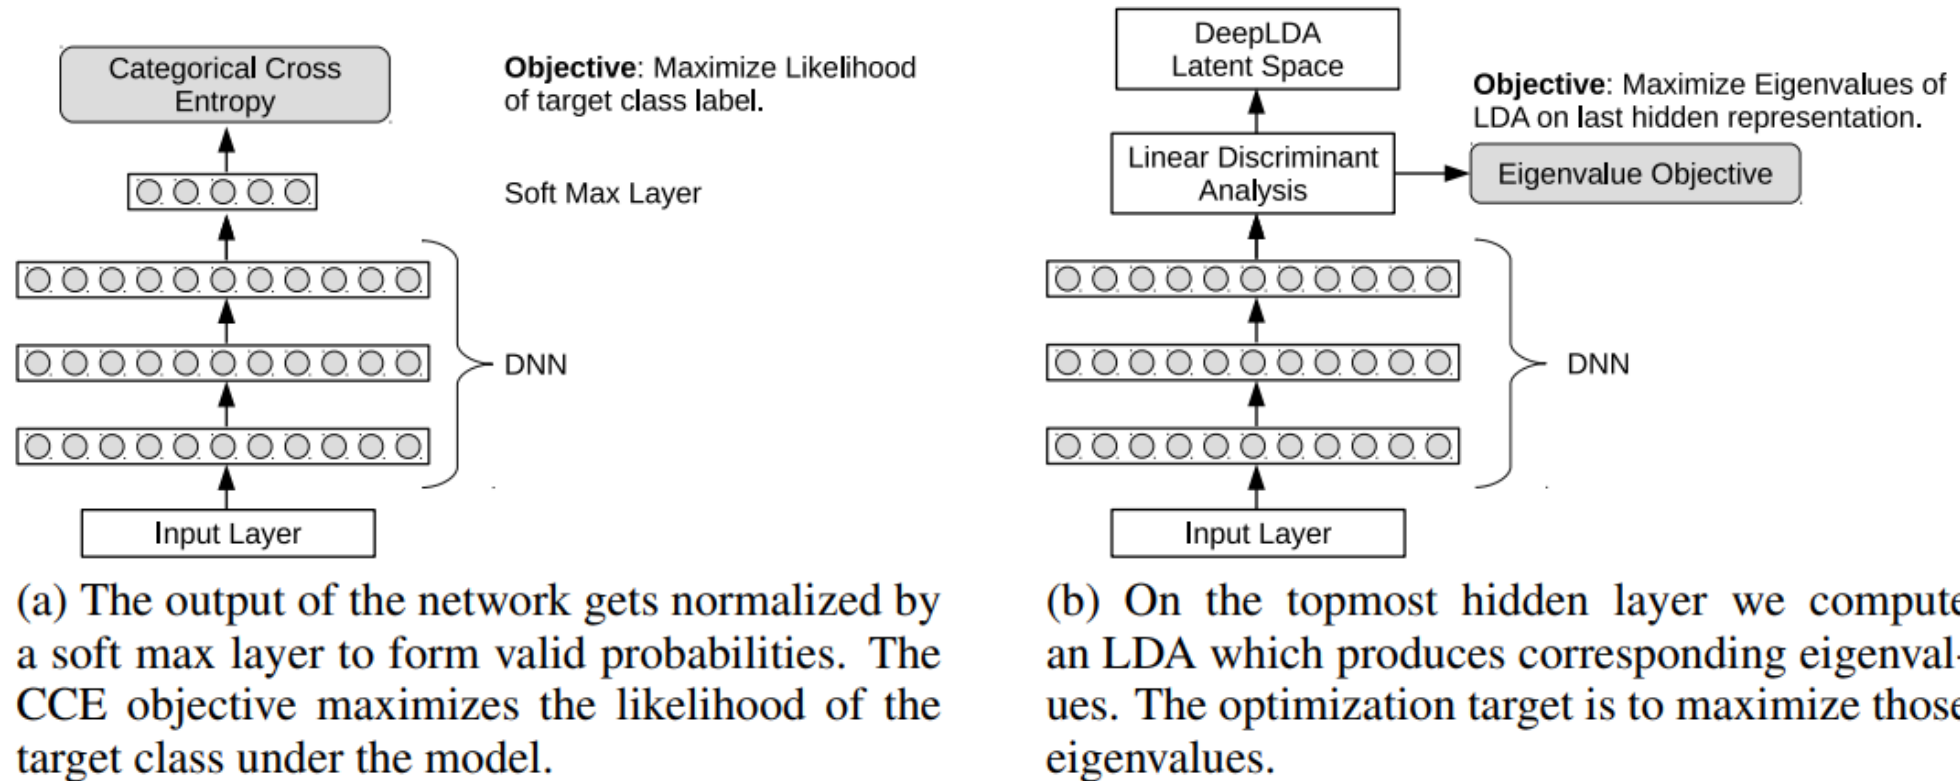 Categorical Cross
Entropy
Objective: Maximize Likelihood
of target class label.
Soft Max Layer
DNN
Input Layer
(a) The output of the network gets normalized by
a soft max layer to form valid probabilities. The
CCE objective maximizes the likelihood of the
target class under the model.
DeepLDA
Latent Space
Objective: Maximize Eigenvalues of
LDA on last hidden representation.
Linear Discriminant
Analysis
Eigenvalue Objective
DNN
Input Layer
(b) On the topmost hidden layer we compute
an LDA which produces corresponding eigenval-
ues. The optimization target is to maximize those
eigenvalues.